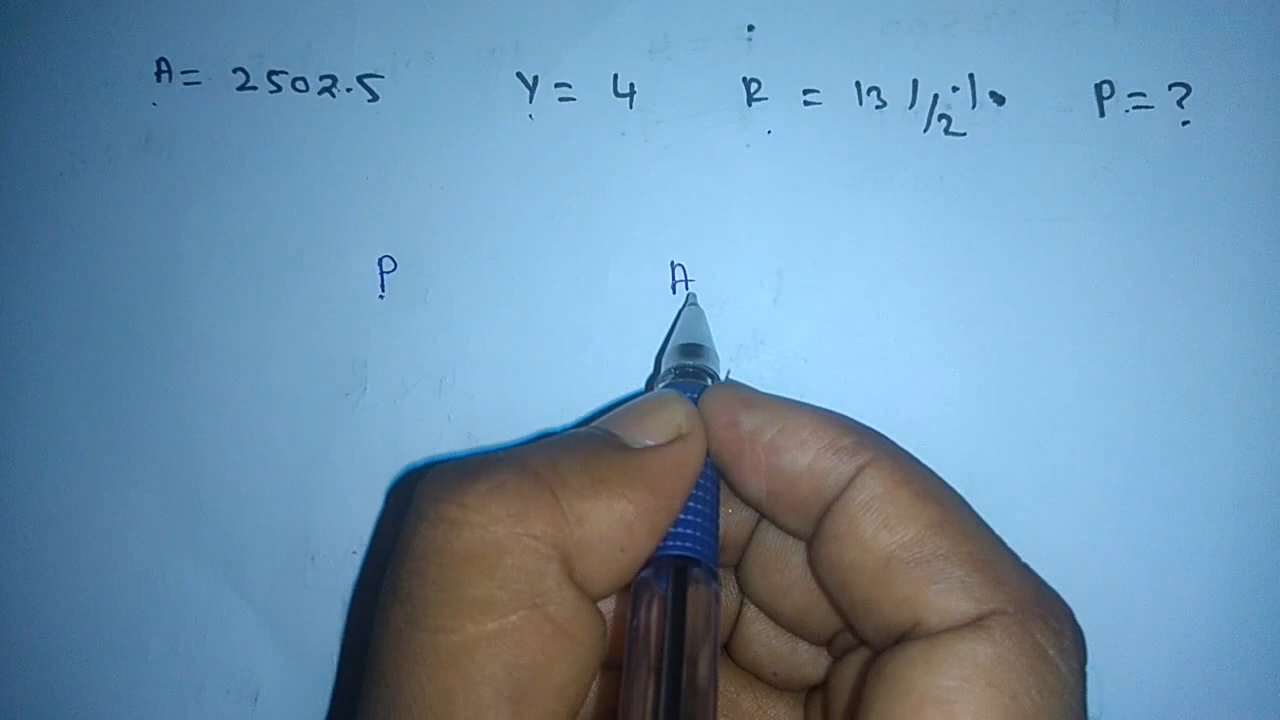 A = 2502.5 Y = 4 R = 13 1/2 % P = ?
P A